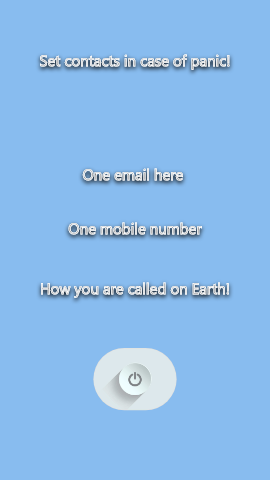 Set contacts in case of panic!
One email here
One mobile number
How you are called on Earth!